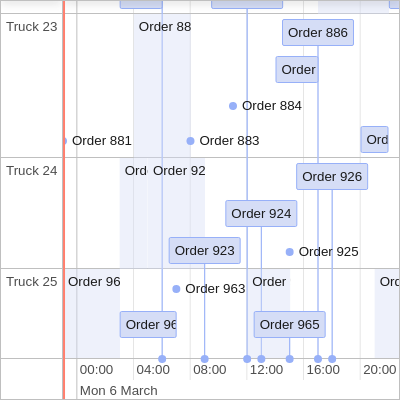 Truck 23
Order 88
Order 886
Order
Order 884
Order 881
Order 883
Ord
Truck 24
Ord
Order 92
Order 926
Order 924
Order 923
Order 925
Truck 25
Order 96
Order
Ord
Order 963
Order 96
Order 965
00:00 04:00 08:00 12:00 16:00 20:00
Mon 6 March